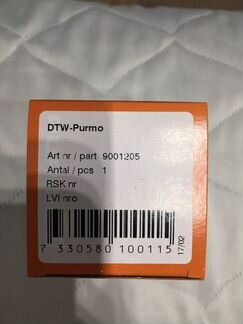 DTW-Purmo
Art nr / part 9001205
Antal / pcs 1
RSK nr
LVI nro
7 330580 100115
17/02